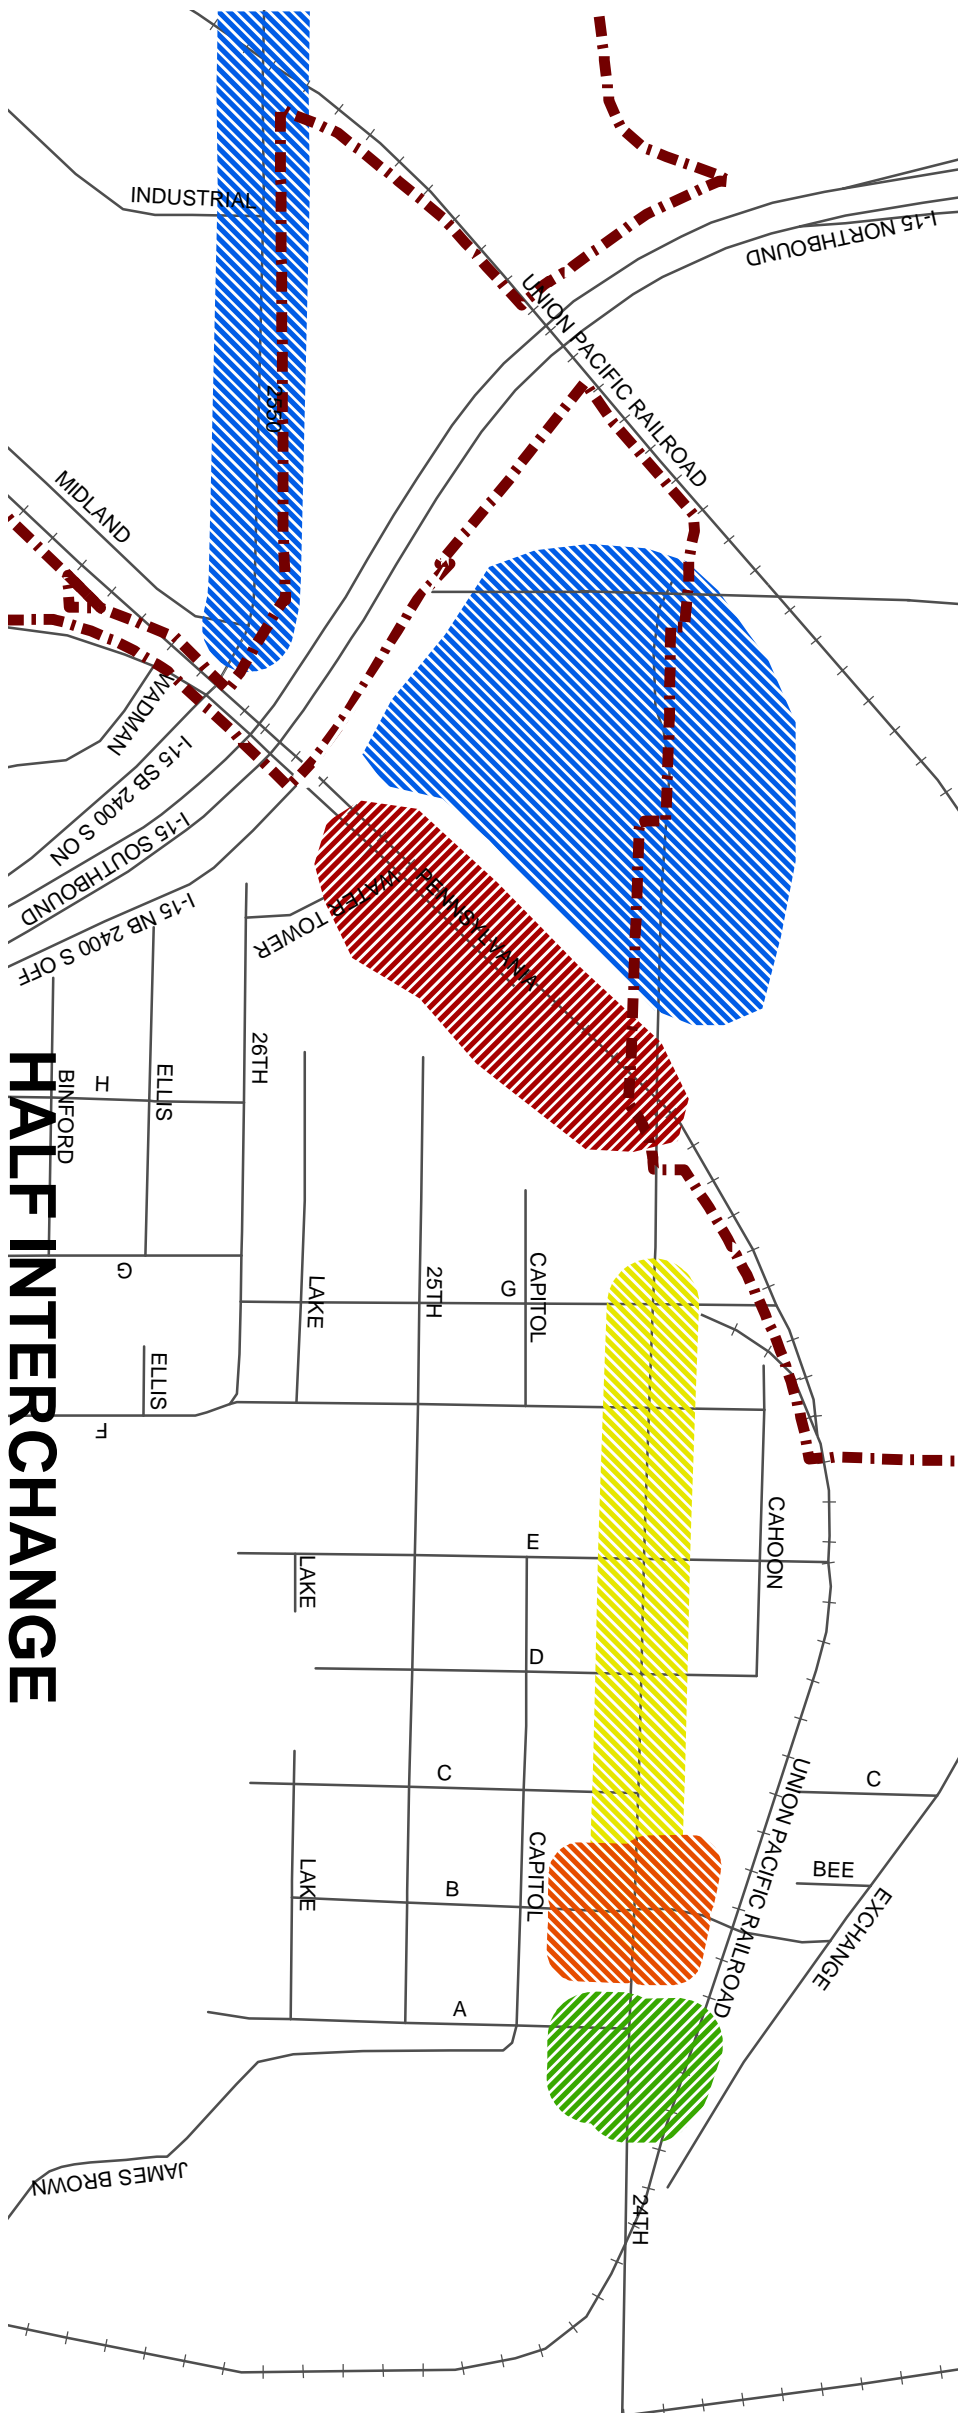 INDUSTRIAL
I-15 NORTHBOUND
UNION PACIFIC RAILROAD
2550
MIDLAND
WADMAN
I-15 SB 2400 S ON
I-15 SOUTHBOUND
I-15 NB 2400 S OFF
WATER TOWER
PENNSYLVANIA
26TH
ELLIS
BINFORD
H
HALF INTERCHANGE
G
LAKE
25TH
G
CAPITOL
ELLIS
F
E
CAHOON
LAKE
D
C
UNION PACIFIC RAILROAD
C
BEE
EXCHANGE
LAKE
B
CAPITOL
A
JAMES BROWN
24TH